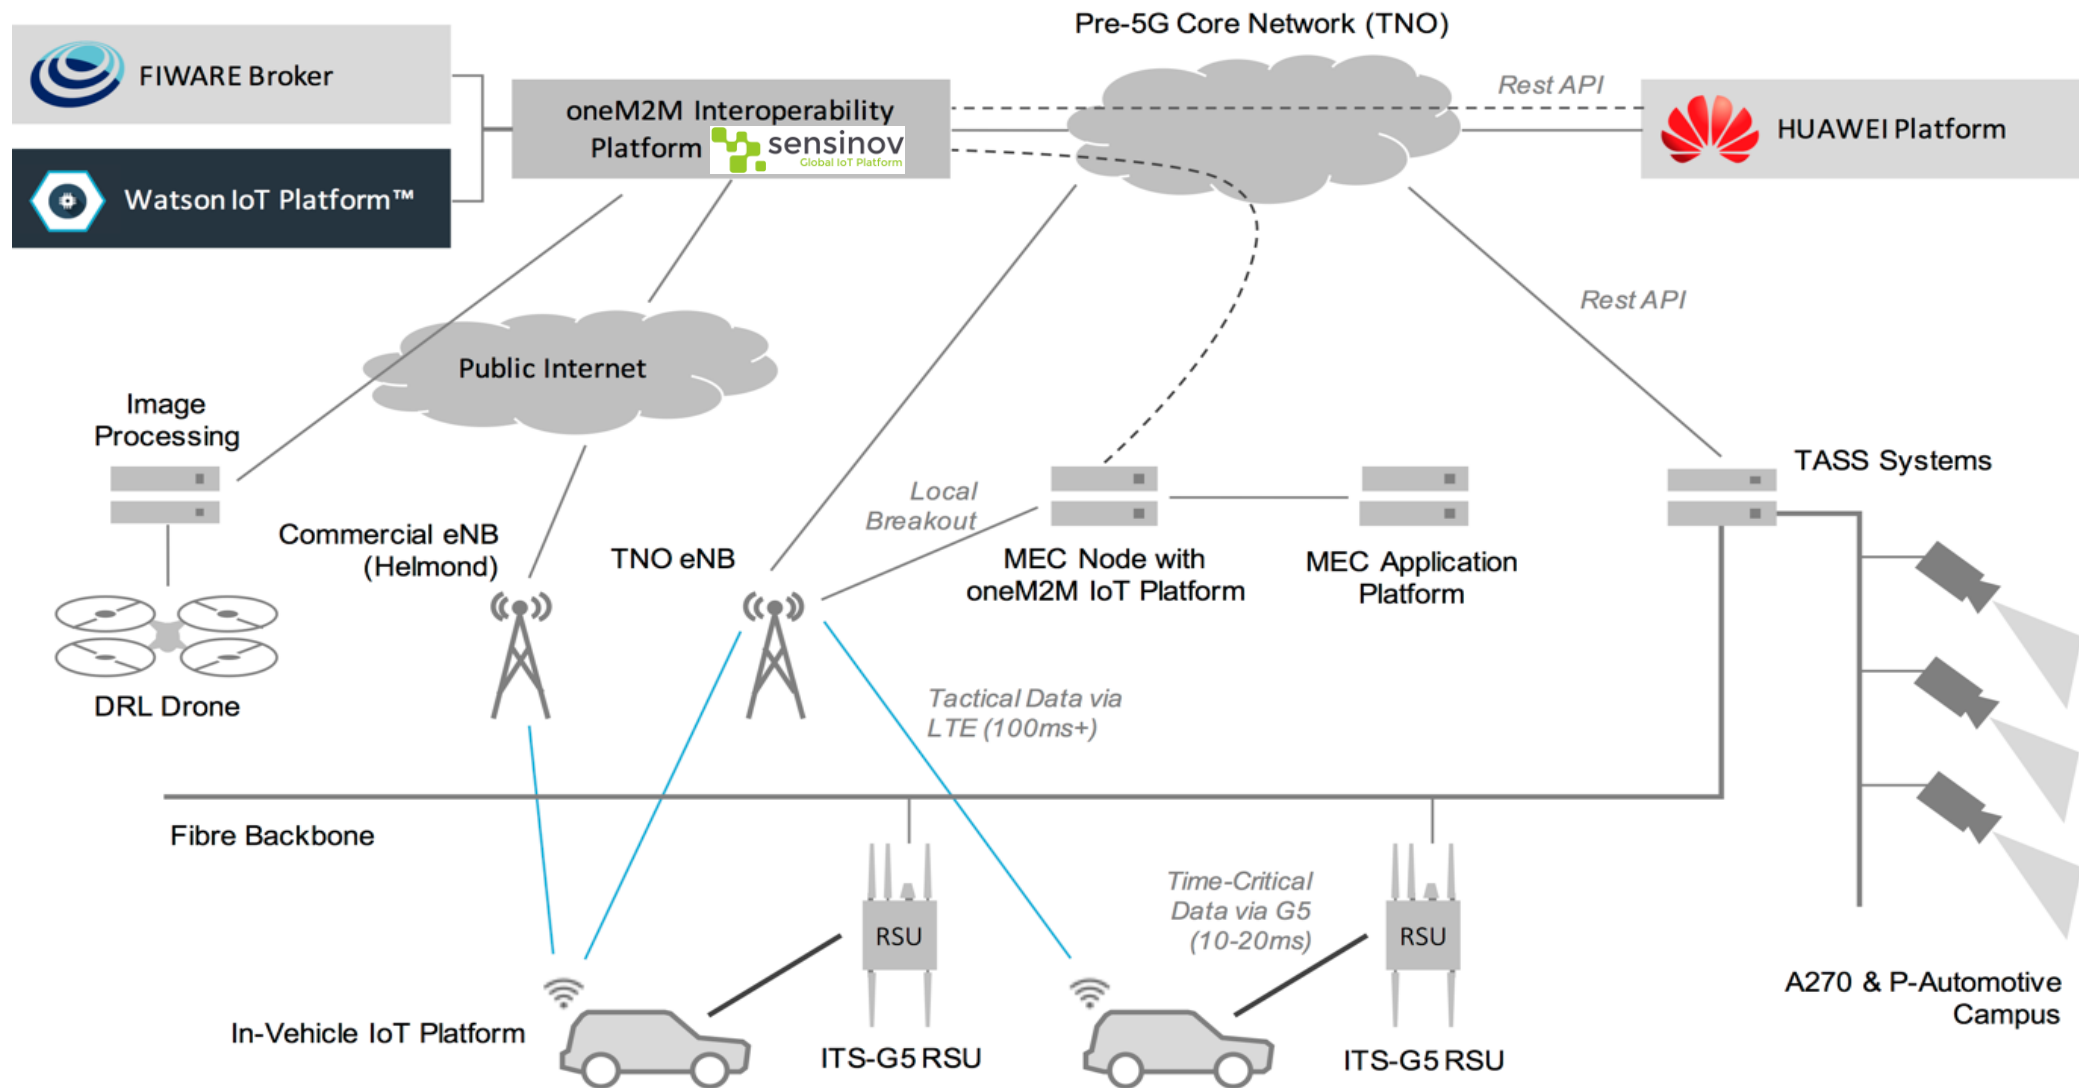 Pre-5G Core Network (TNO)
FIWARE Broker
oneM2M Interoperability
Platform
sensinov
Global IoT Platform
Rest API
HUAWEI Platform
Watson IoT Platform™
Rest API
Public Internet
Image
Processing
TASS Systems
Local
Breakout
Commercial eNB
(Helmond)
TNO eNB
MEC Node with
oneM2M IoT Platform
MEC Application
Platform
DRL Drone
Tactical Data via
LTE (100ms+)
Fibre Backbone
Time-Critical
Data via G5
(10-20ms)
RSU
RSU
A270 & P-Automotive
Campus
In-Vehicle IoT Platform
ITS-G5 RSU
ITS-G5 RSU